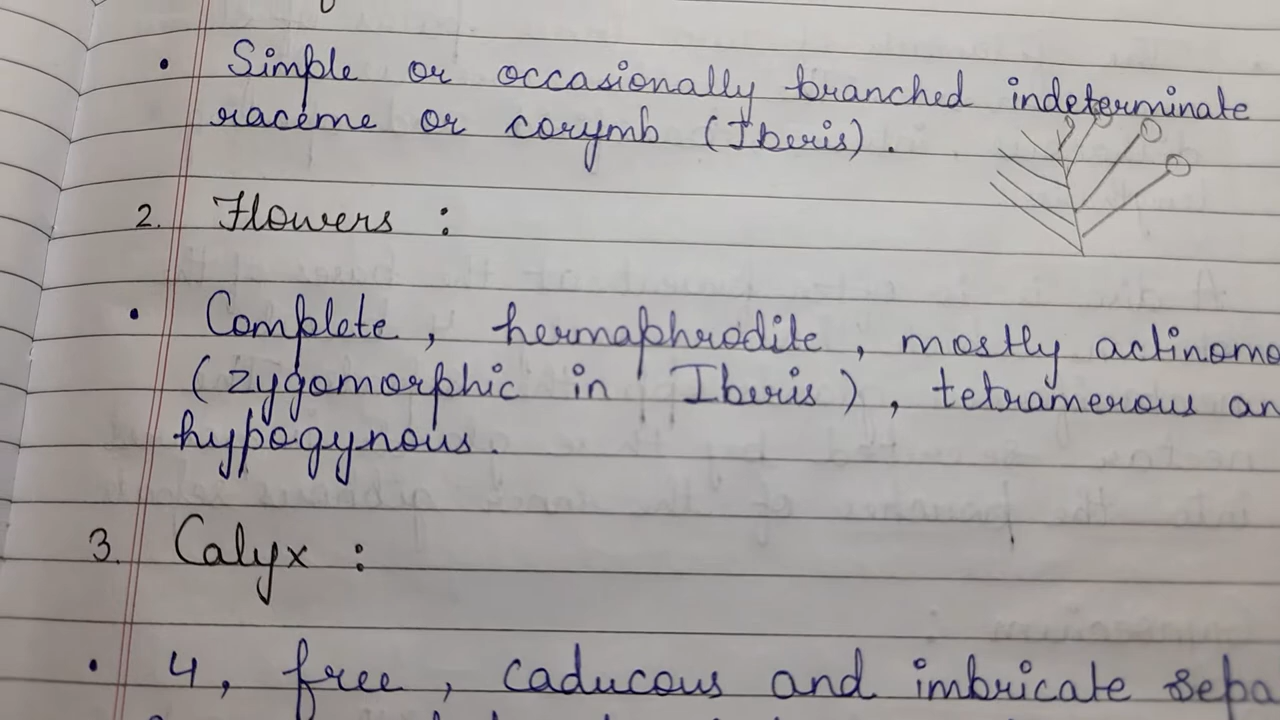 • Simple or occasionally branched indeterminate
raceme or corymb (Iberis).
2. Flowers :
• Complete, hermaphrodite, mostly actinomo
(zygomorphic in Iberis), tetramerous an
hypogynous.
3. Calyx :
• 4, free, caducous and imbricate sepa